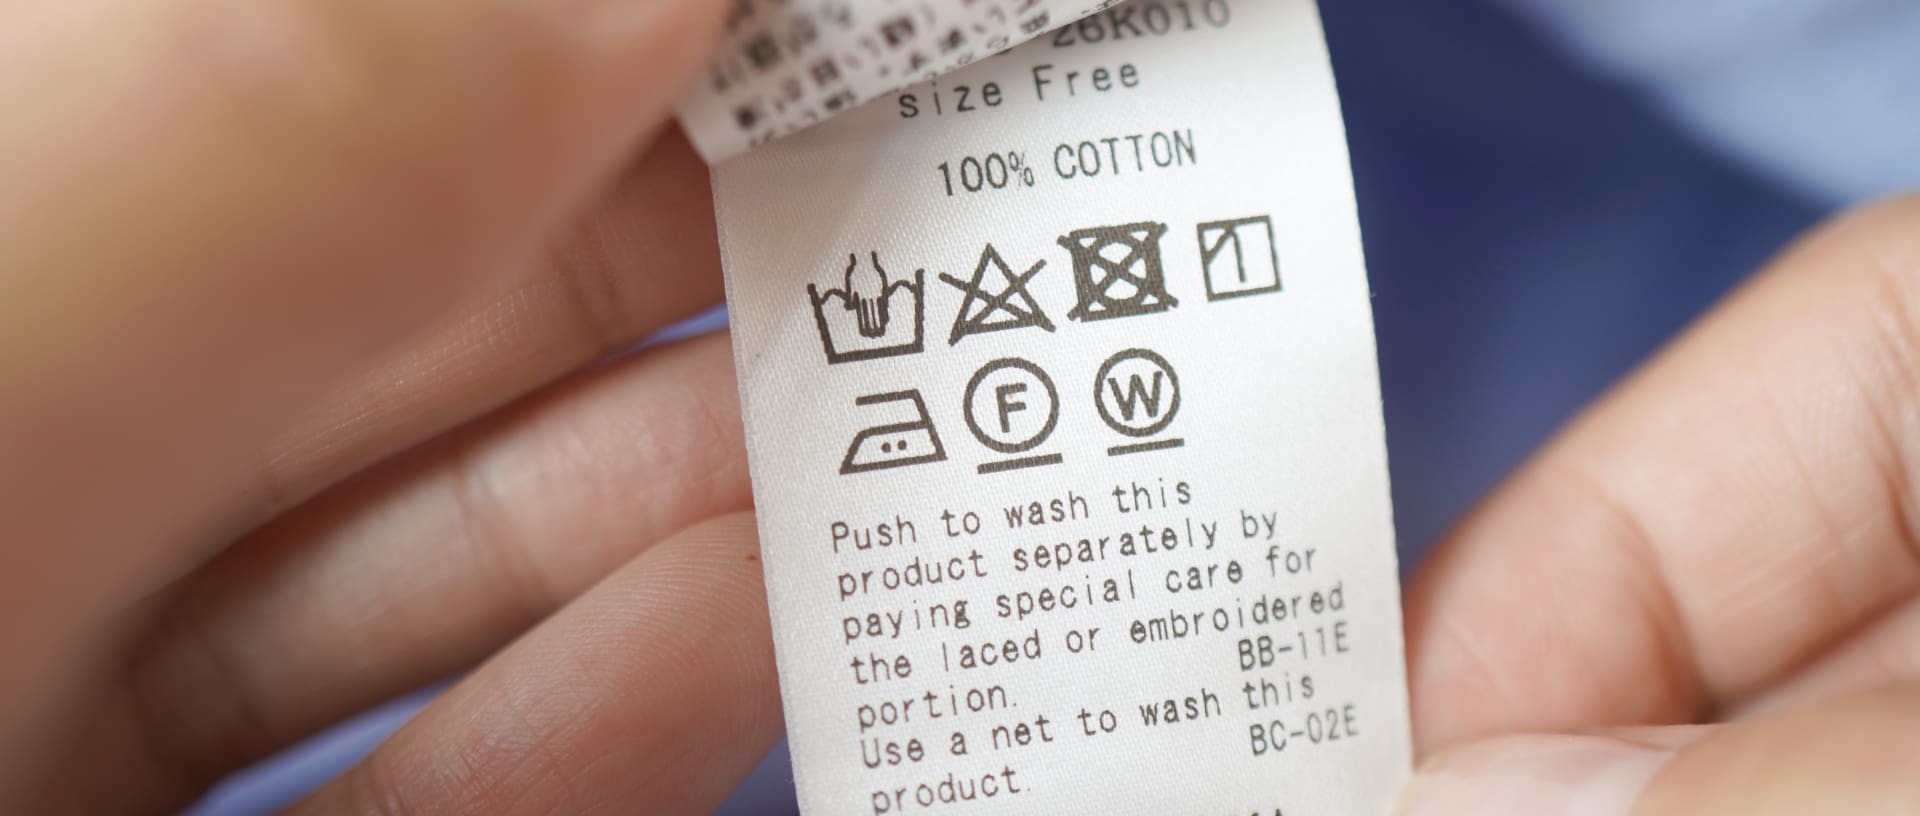 26K010
size Free
100% COTTON
F W
Push to wash this
product separately by
paying special care for
the laced or embroidered
portion. BB-11E
Use a net to wash this
product. BC-02E